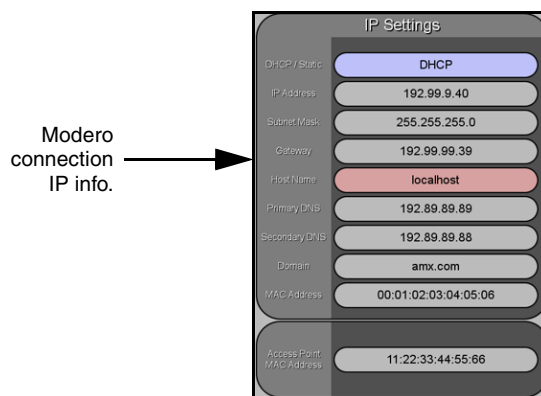 IP Settings
DHCP / Static
DHCP
IP Address
192.99.9.40
Subnet Mask
255.255.255.0
Gateway
192.99.99.39
Host Name
localhost
Primary DNS
192.89.89.89
Secondary DNS
192.89.89.88
Domain
amx.com
MAC Address
00:01:02:03:04:05:06
Access Point
MAC Address
11:22:33:44:55:66
Modero
connection
IP info.